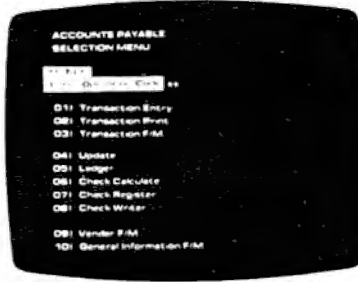 ACCOUNTS PAYABLE
SELECTION MENU
Code **
01) Transaction Entry
02) Transaction Print
03) Transaction F/M
04) Update
05) Ledger
06) Check Calculate
07) Check Register
08) Check Writer
09) Vendor F/M
10) General Information F/M